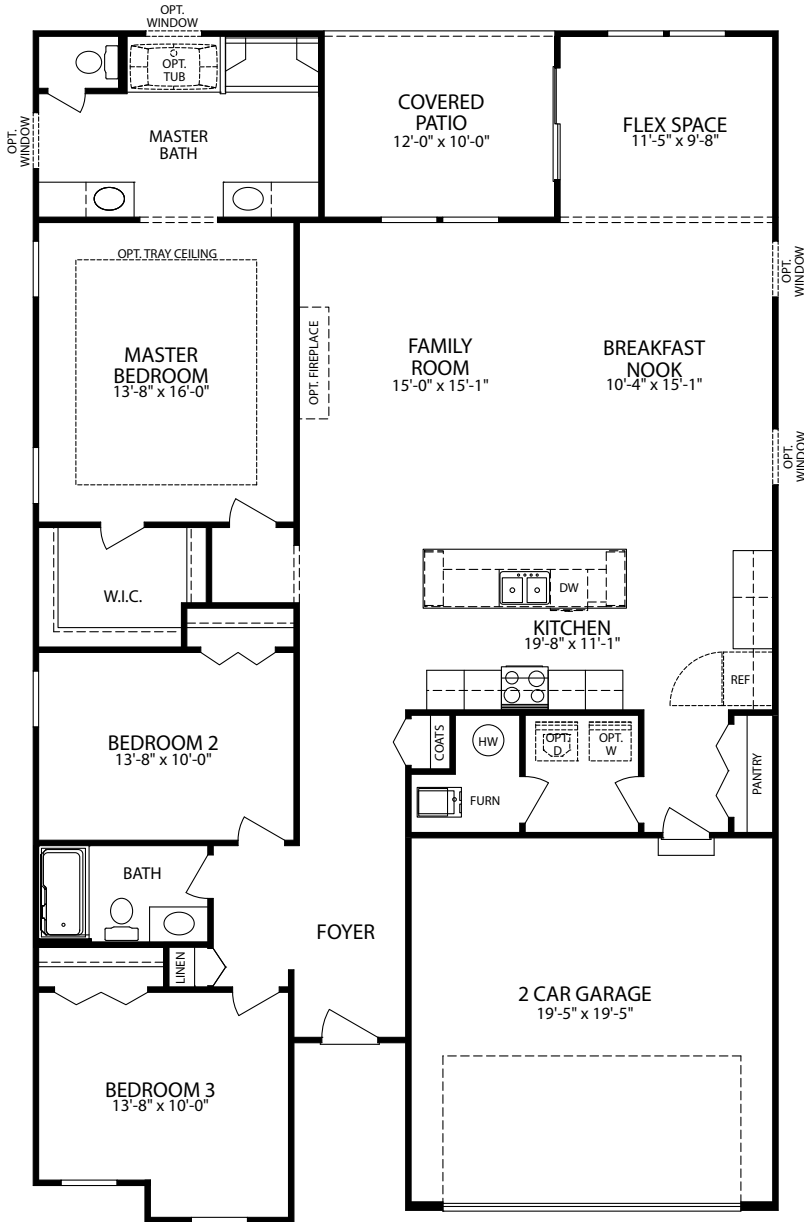 OPT.
WINDOW
OPT.
TUB
MASTER
BATH
OPT.
WINDOW
COVERED
PATIO
12'-0" x 10'-0"
FLEX SPACE
11'-5" x 9'-8"
OPT. TRAY CEILING
MASTER
BEDROOM
13'-8" x 16'-0"
OPT. FIREPLACE
FAMILY
ROOM
15'-0" x 15'-1"
BREAKFAST
NOOK
10'-4" x 15'-1"
OPT.
WINDOW
OPT.
WINDOW
W.I.C.
DW
KITCHEN
19'-8" x 11'-1"
REF
BEDROOM 2
13'-8" x 10'-0"
COATS
HW
OPT.
D
OPT.
W
FURN
PANTRY
BATH
LINEN
FOYER
2 CAR GARAGE
19'-5" x 19'-5"
BEDROOM 3
13'-8" x 10'-0"